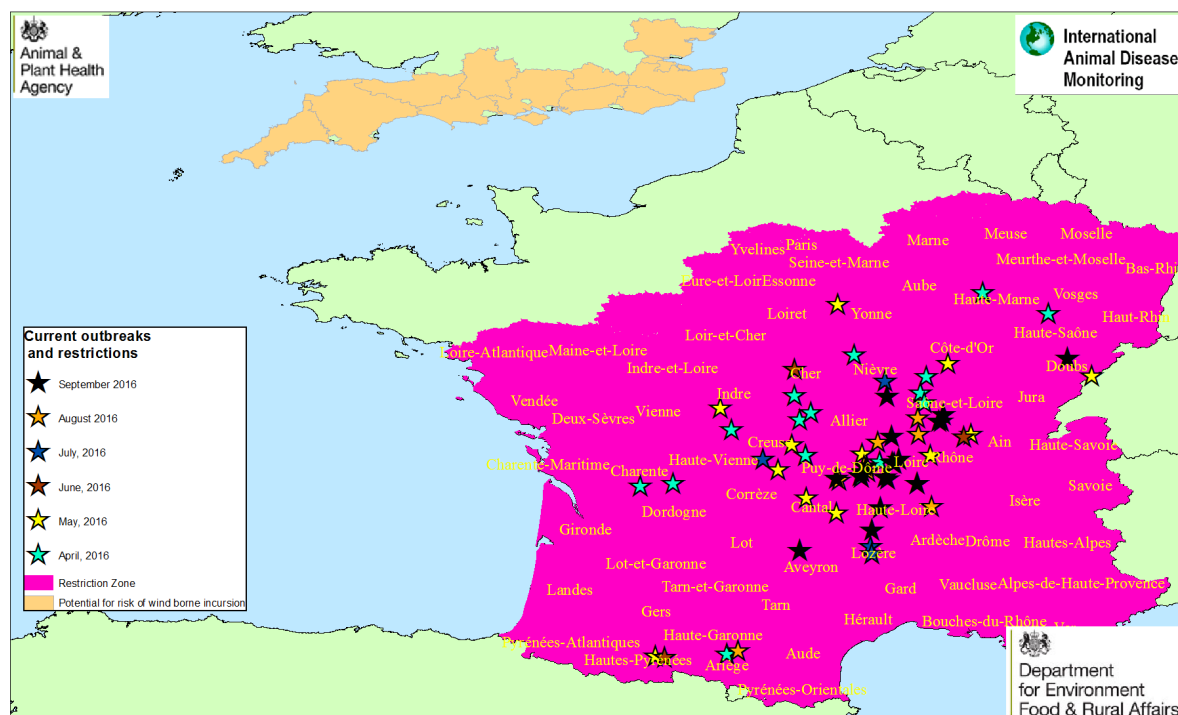 Animal &
Plant Health
Agency
International
Animal Disease
Monitoring
Marne
Meuse
Moselle
Yvelines
Paris
Seine-et-Marne
Meurthe-et-Moselle
Bas-Rhi
Eure-et-Loir
Essonne
Aube
Haute-Marne
Vosges
Loiret
Yonne
Haut-Rhin
Loir-et-Cher
Haute-Saône
Côte-d'Or
Loire-Atlantique
Maine-et-Loire
Indre-et-Loire
Cher
Nièvre
Doubs
Indre
Jura
Vendée
Deux-Sèvres
Vienne
Allier
Saône-et-Loire
Creuse
Ain
Haute-Savoie
Charente-Maritime
Charente
Haute-Vienne
Puy-de-Dôme
Loire
Rhône
Savoie
Corrèze
Dordogne
Cantal
Haute-Loire
Isère
Gironde
Lot
Lozère
Ardèche
Drôme
Hautes-Alpes
Lot-et-Garonne
Aveyron
Landes
Tarn-et-Garonne
Gard
Vaucluse
Alpes-de-Haute-Provence
Gers
Tarn
Hérault
Bouches-du-Rhône
Pyrénées-Atlantiques
Haute-Garonne
Hautes-Pyrénées
Ariège
Aude
Pyrénées-Orientales
Current outbreaks
and restrictions
September 2016
August 2016
July, 2016
June, 2016
May, 2016
April, 2016
Restriction Zone
Potential for risk of wind borne incursion
Department
for Environment
Food & Rural Affairs